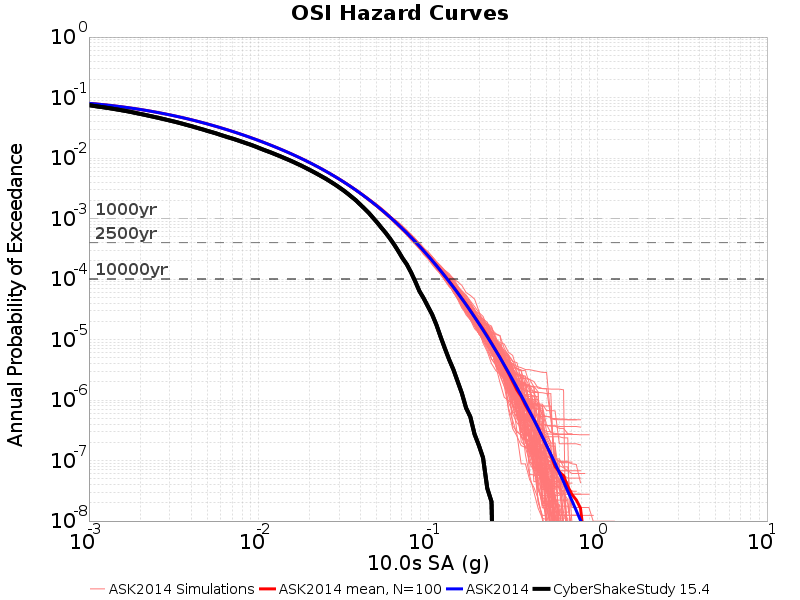 OSI Hazard Curves
Annual Probability of Exceedance
10^0
10^-1
10^-2
10^-3
10^-4
10^-5
10^-6
10^-7
10^-8
1000yr
2500yr
10000yr
10^-3 10^-2 10^-1 10^0 10^1
10.0s SA (g)
ASK2014 Simulations ASK2014 mean, N=100 ASK2014 CyberShakeStudy 15.4